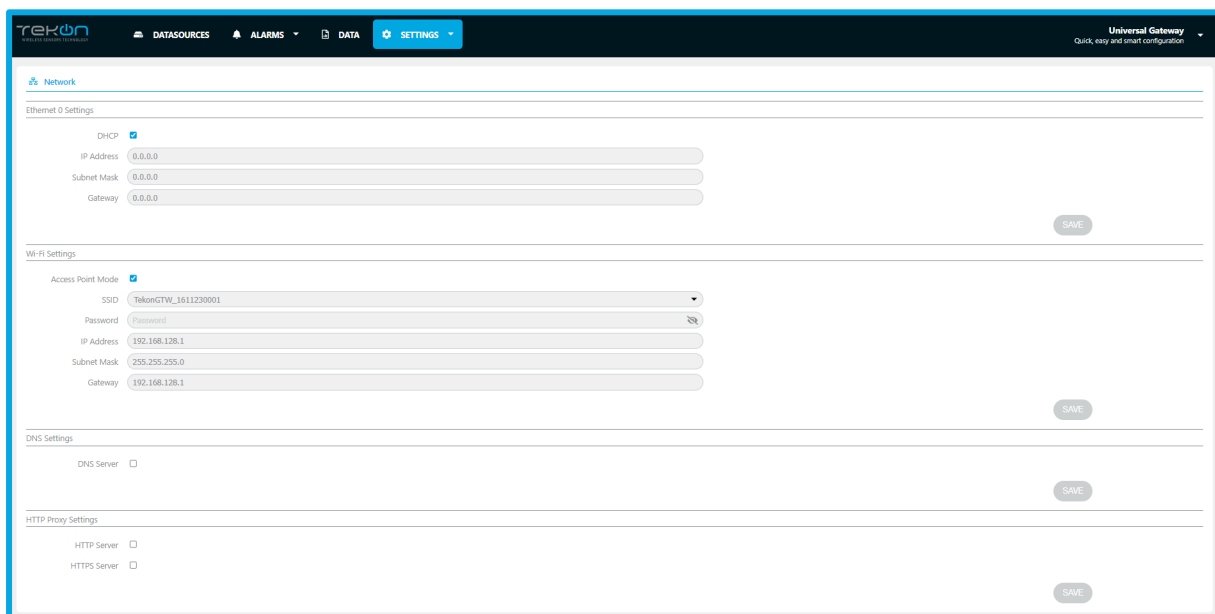 TEKON
WIRELESS SENSORS TECHNOLOGY
DATASOURCES
ALARMS
DATA
SETTINGS
Universal Gateway
Quick, easy and smart configuration
Network
Ethernet 0 Settings
DHCP
IP Address 0.0.0.0
Subnet Mask 0.0.0.0
Gateway 0.0.0.0
SAVE
Wi-Fi Settings
Access Point Mode
SSID TekonGTW_1611230001
Password Password
IP Address 192.168.128.1
Subnet Mask 255.255.255.0
Gateway 192.168.128.1
SAVE
DNS Settings
DNS Server
SAVE
HTTP Proxy Settings
HTTP Server
HTTPS Server
SAVE